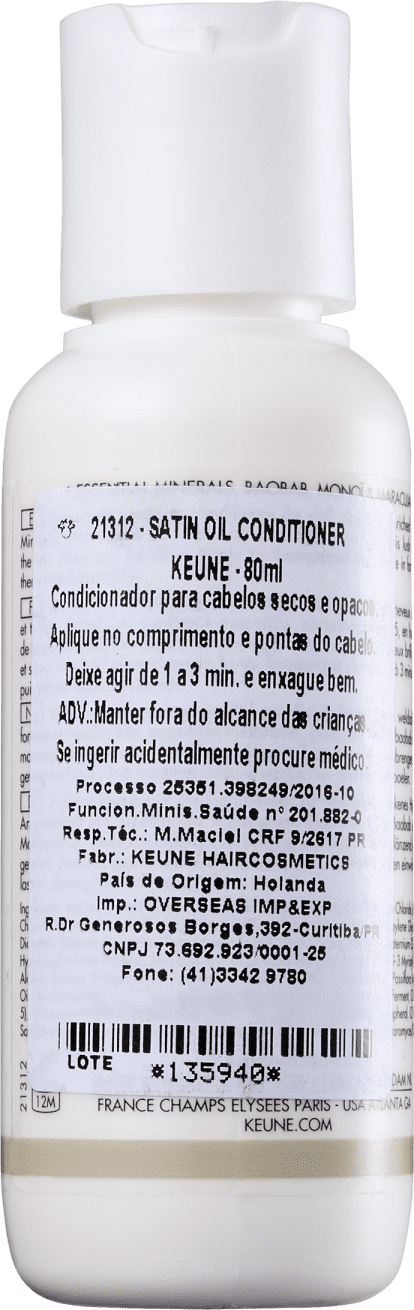 ESSENTIAL MINERALS, BAOBAB, MONOÏ &
21312 - SATIN OIL CONDITIONER
KEUNE - 80ml
Condicionador para cabelos secos e opacos.
Aplique no comprimento e pontas do cabelo.
Deixe agir de 1 a 3 min. e enxague bem.
ADV.:Manter fora do alcance das crianças.
Se ingerir acidentalmente procure médico.
Processo 25351.398249/2016-10
Funcion.Minis.Saúde n° 201.882-0
Resp.Téc.: M.Maciel CRF 9/2617 PR
Fabr.: KEUNE HAIRCOSMETICS
País de Origem: Holanda
Imp.: OVERSEAS IMP&EXP
R.Dr Generosos Borges,392-Curitiba/PR
CNPJ 73.692.923/0001-25
Fone: (41)3342 9780
LOTE *135940*
21312
12M
FRANCE CHAMPS ELYSEES PARIS - USA ATLANTA GA
KEUNE.COM